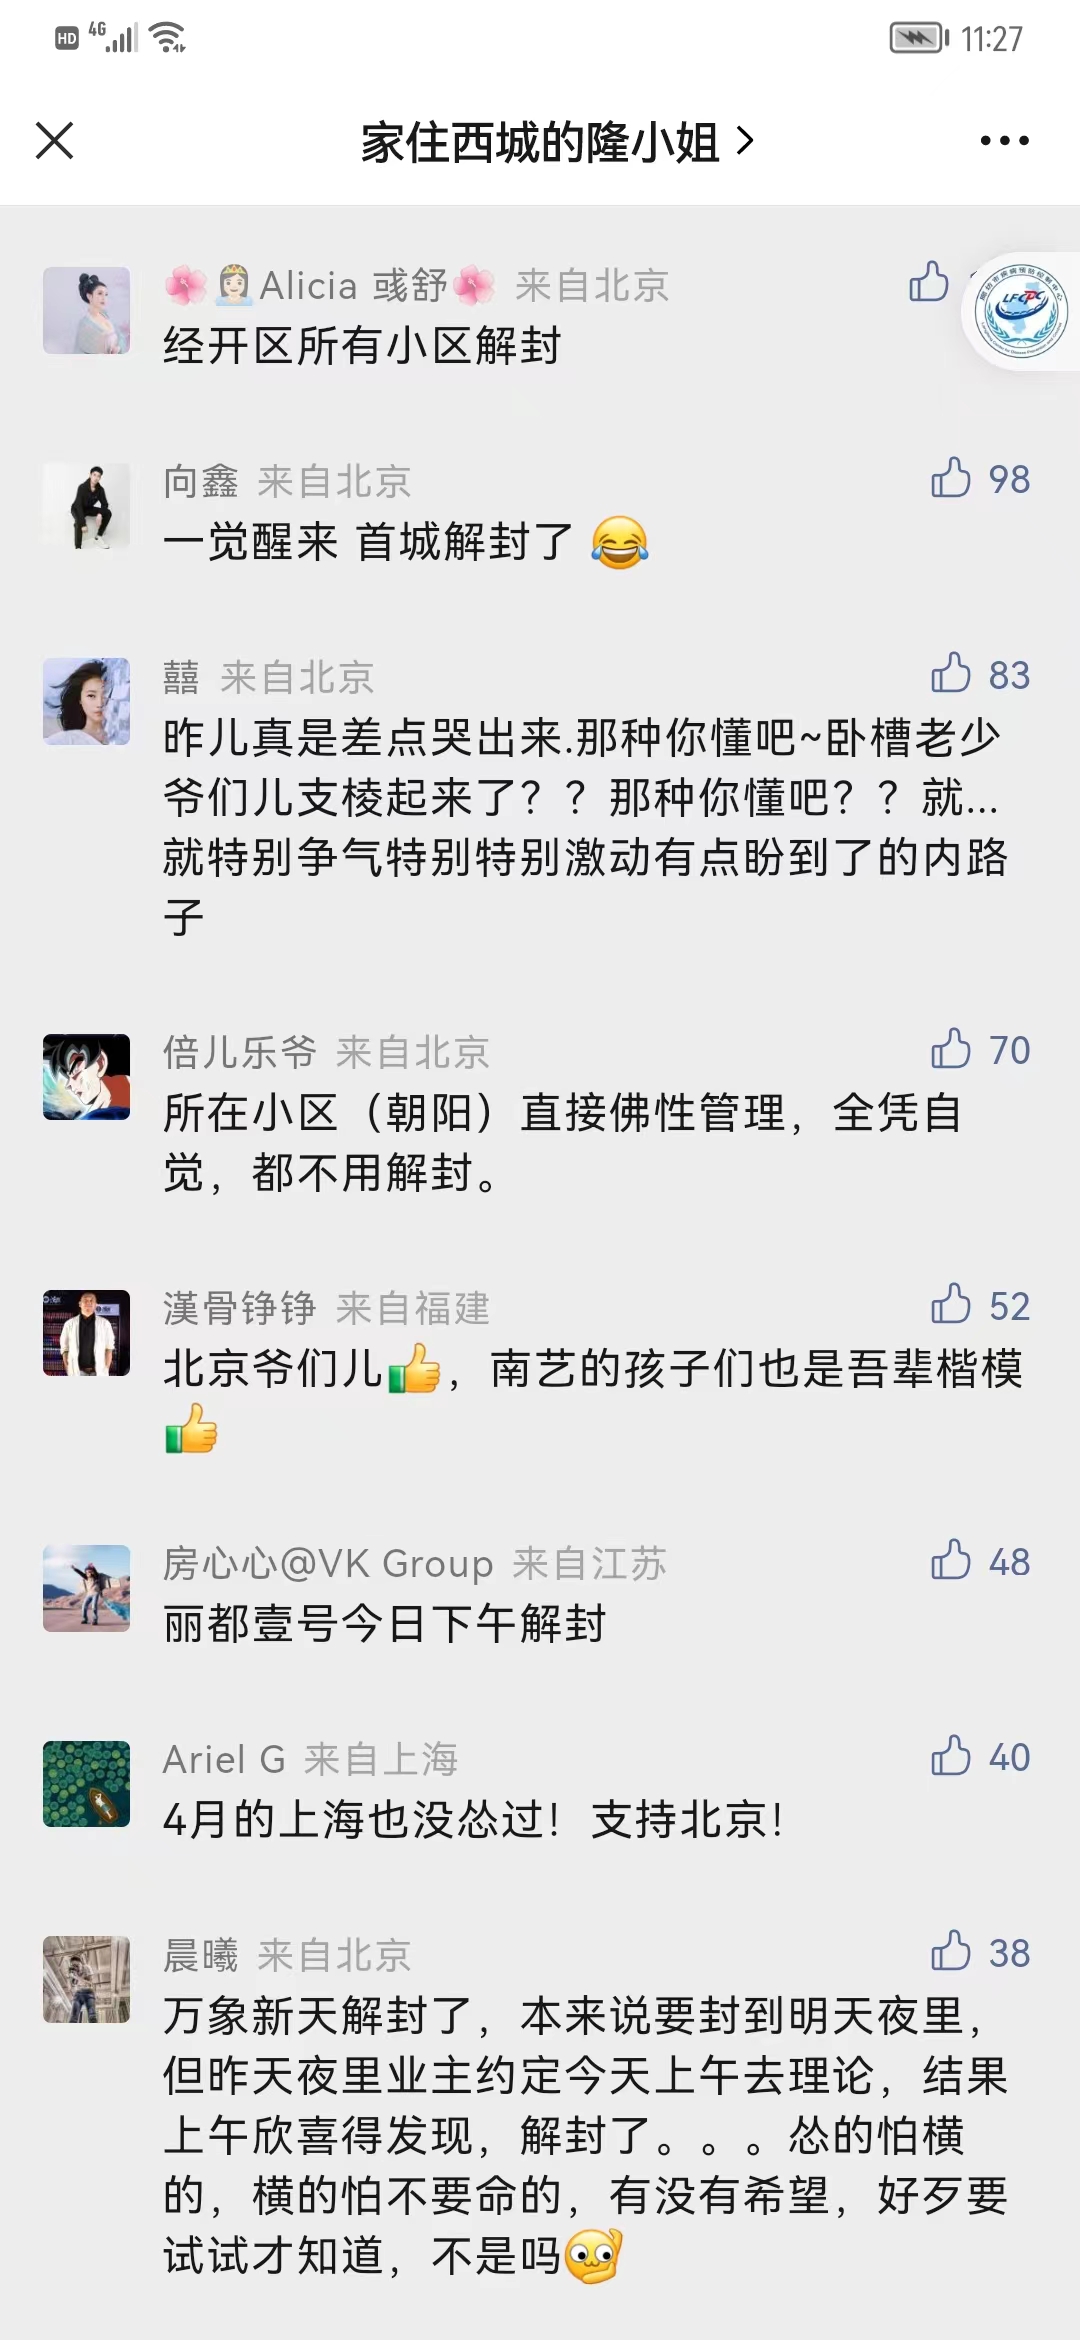 HD 4G 11:27
家住西城的隆小姐
🌸👸🏻Alicia 彧舒🌸 来自北京
LFCDC
经开区所有小区解封
向鑫 来自北京 98
一觉醒来 首城解封了 😂
囍 来自北京 83
昨儿真是差点哭出来.那种你懂吧~卧槽老少
爷们儿支棱起来了？？那种你懂吧？？就...
就特别争气特别特别激动有点盼到了的内路
子
倍儿乐爷 来自北京 70
所在小区（朝阳）直接佛性管理，全凭自
觉，都不用解封。
漢骨铮铮 来自福建 52
北京爷们儿👍，南艺的孩子们也是吾辈楷模
👍
房心心@VK Group 来自江苏 48
丽都壹号今日下午解封
Ariel G 来自上海 40
4月的上海也没怂过！支持北京！
晨曦 来自北京 38
万象新天解封了，本来说要封到明天夜里，
但昨天夜里业主约定今天上午去理论，结果
上午欣喜得发现，解封了。。。怂的怕横
的，横的怕不要命的，有没有希望，好歹要
试试才知道，不是吗